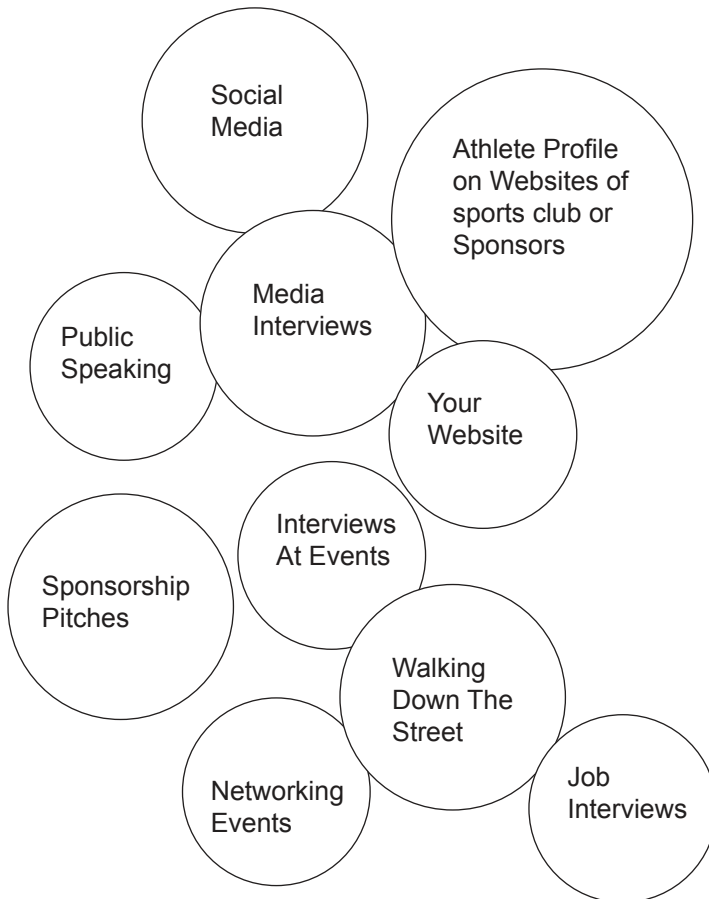 Social
Media
Athlete Profile
on Websites of
sports club or
Sponsors
Media
Interviews
Public
Speaking
Your
Website
Interviews
At Events
Sponsorship
Pitches
Walking
Down The
Street
Networking
Events
Job
Interviews